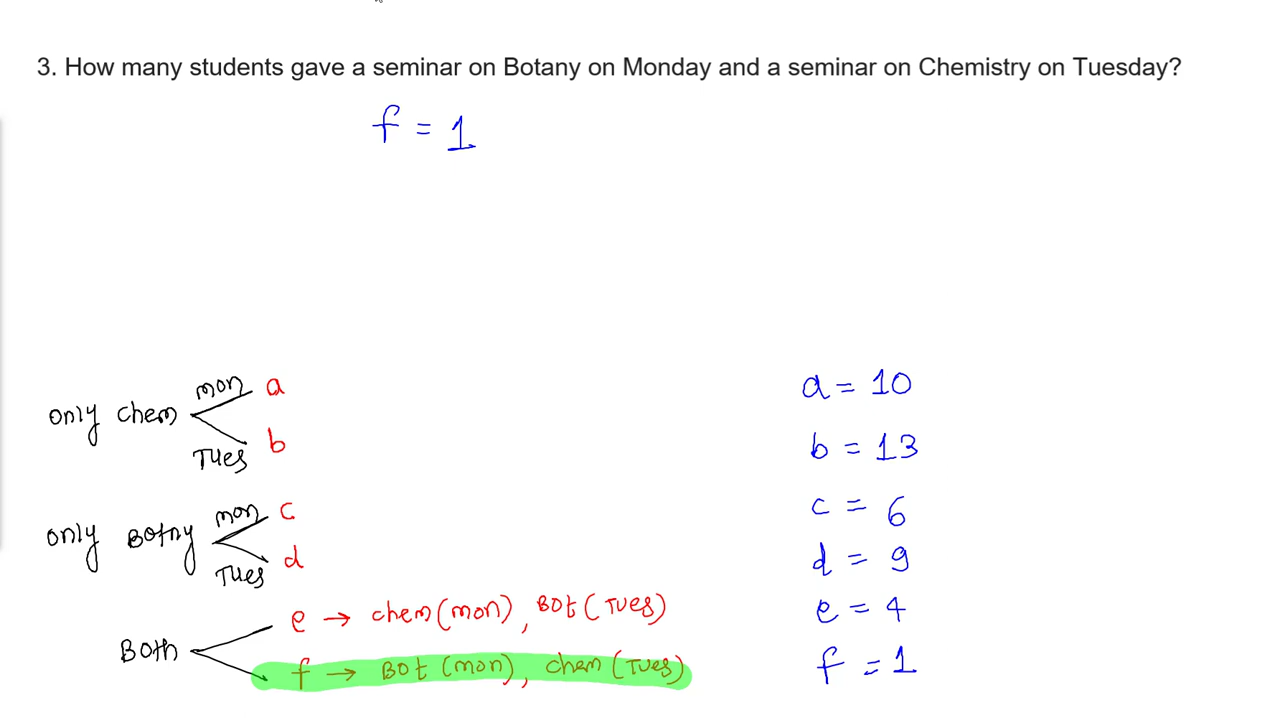 3. How many students gave a seminar on Botany on Monday and a seminar on Chemistry on Tuesday?
f = 1
only chem
mon a
Tues b
only Botny
mon c
Tues d
Both
e → chem (mon), Bot (Tues)
f → Bot (mon), chem (Tues)
a = 10
b = 13
c = 6
d = 9
e = 4
f = 1